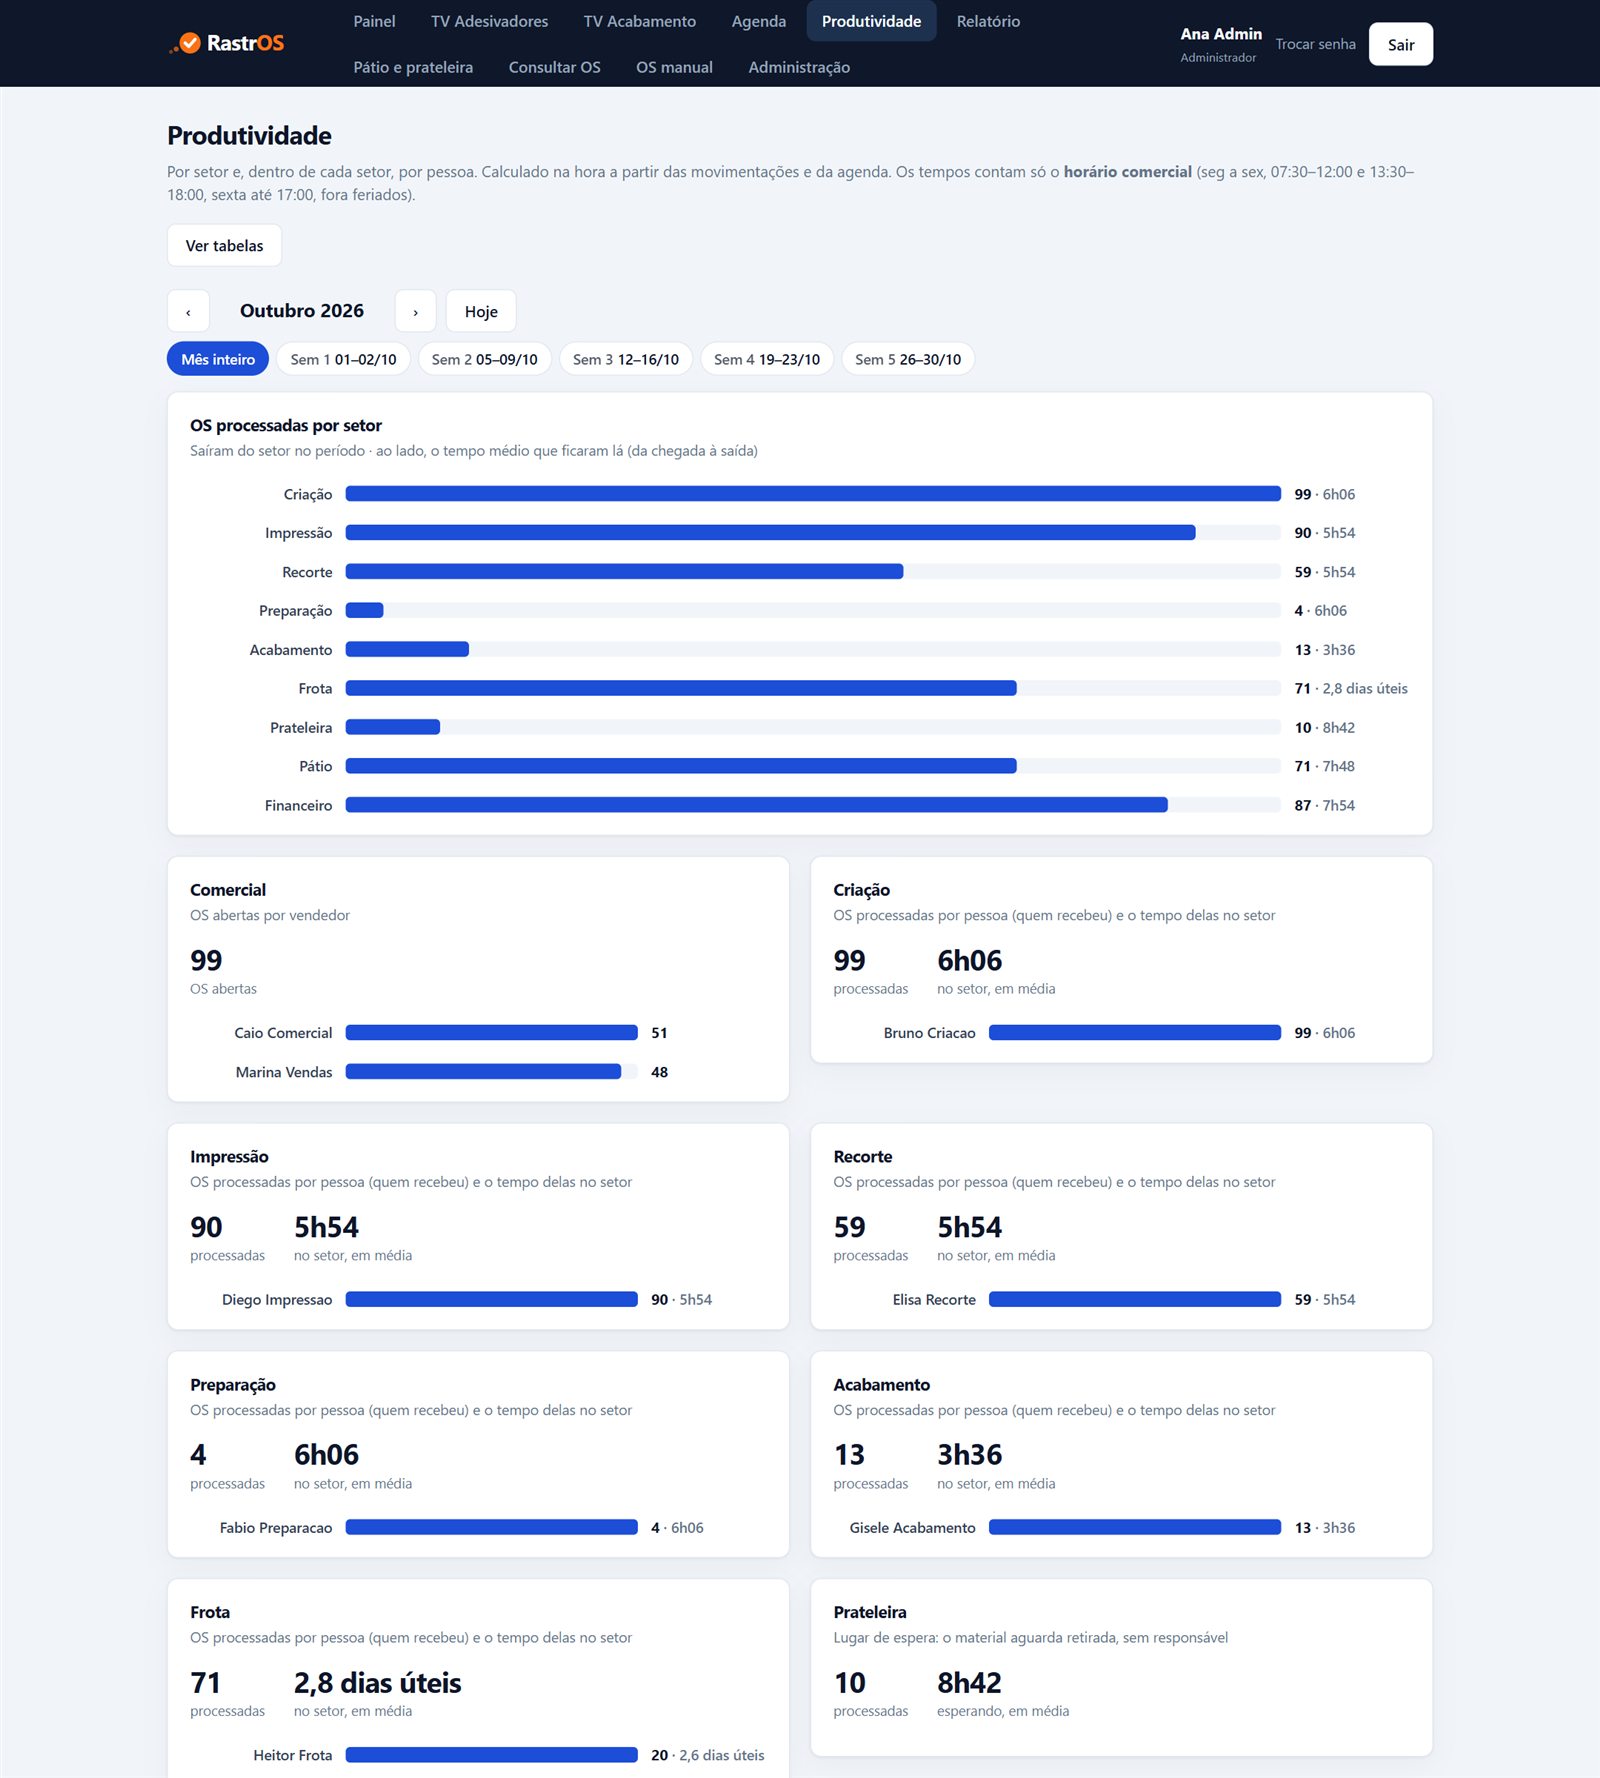 RastrOS
Painel
TV Adesivadores
TV Acabamento
Agenda
Produtividade
Relatório
Pátio e prateleira
Consultar OS
OS manual
Administração
Ana Admin
Administrador
Trocar senha
Sair
Produtividade
Por setor e, dentro de cada setor, por pessoa. Calculado na hora a partir das movimentações e da agenda. Os tempos contam só o horário comercial (seg a sex, 07:30–12:00 e 13:30–
18:00, sexta até 17:00, fora feriados).
Ver tabelas
‹
Outubro 2026
›
Hoje
Mês inteiro
Sem 1 01–02/10
Sem 2 05–09/10
Sem 3 12–16/10
Sem 4 19–23/10
Sem 5 26–30/10
OS processadas por setor
Saíram do setor no período · ao lado, o tempo médio que ficaram lá (da chegada à saída)
Criação 99 · 6h06
Impressão 90 · 5h54
Recorte 59 · 5h54
Preparação 4 · 6h06
Acabamento 13 · 3h36
Frota 71 · 2,8 dias úteis
Prateleira 10 · 8h42
Pátio 71 · 7h48
Financeiro 87 · 7h54
Comercial
OS abertas por vendedor
99
OS abertas
Caio Comercial 51
Marina Vendas 48
Criação
OS processadas por pessoa (quem recebeu) e o tempo delas no setor
99 6h06
processadas no setor, em média
Bruno Criacao 99 · 6h06
Impressão
OS processadas por pessoa (quem recebeu) e o tempo delas no setor
90 5h54
processadas no setor, em média
Diego Impressao 90 · 5h54
Recorte
OS processadas por pessoa (quem recebeu) e o tempo delas no setor
59 5h54
processadas no setor, em média
Elisa Recorte 59 · 5h54
Preparação
OS processadas por pessoa (quem recebeu) e o tempo delas no setor
4 6h06
processadas no setor, em média
Fabio Preparacao 4 · 6h06
Acabamento
OS processadas por pessoa (quem recebeu) e o tempo delas no setor
13 3h36
processadas no setor, em média
Gisele Acabamento 13 · 3h36
Frota
OS processadas por pessoa (quem recebeu) e o tempo delas no setor
71 2,8 dias úteis
processadas no setor, em média
Heitor Frota 20 · 2,6 dias úteis
Prateleira
Lugar de espera: o material aguarda retirada, sem responsável
10 8h42
processadas esperando, em média